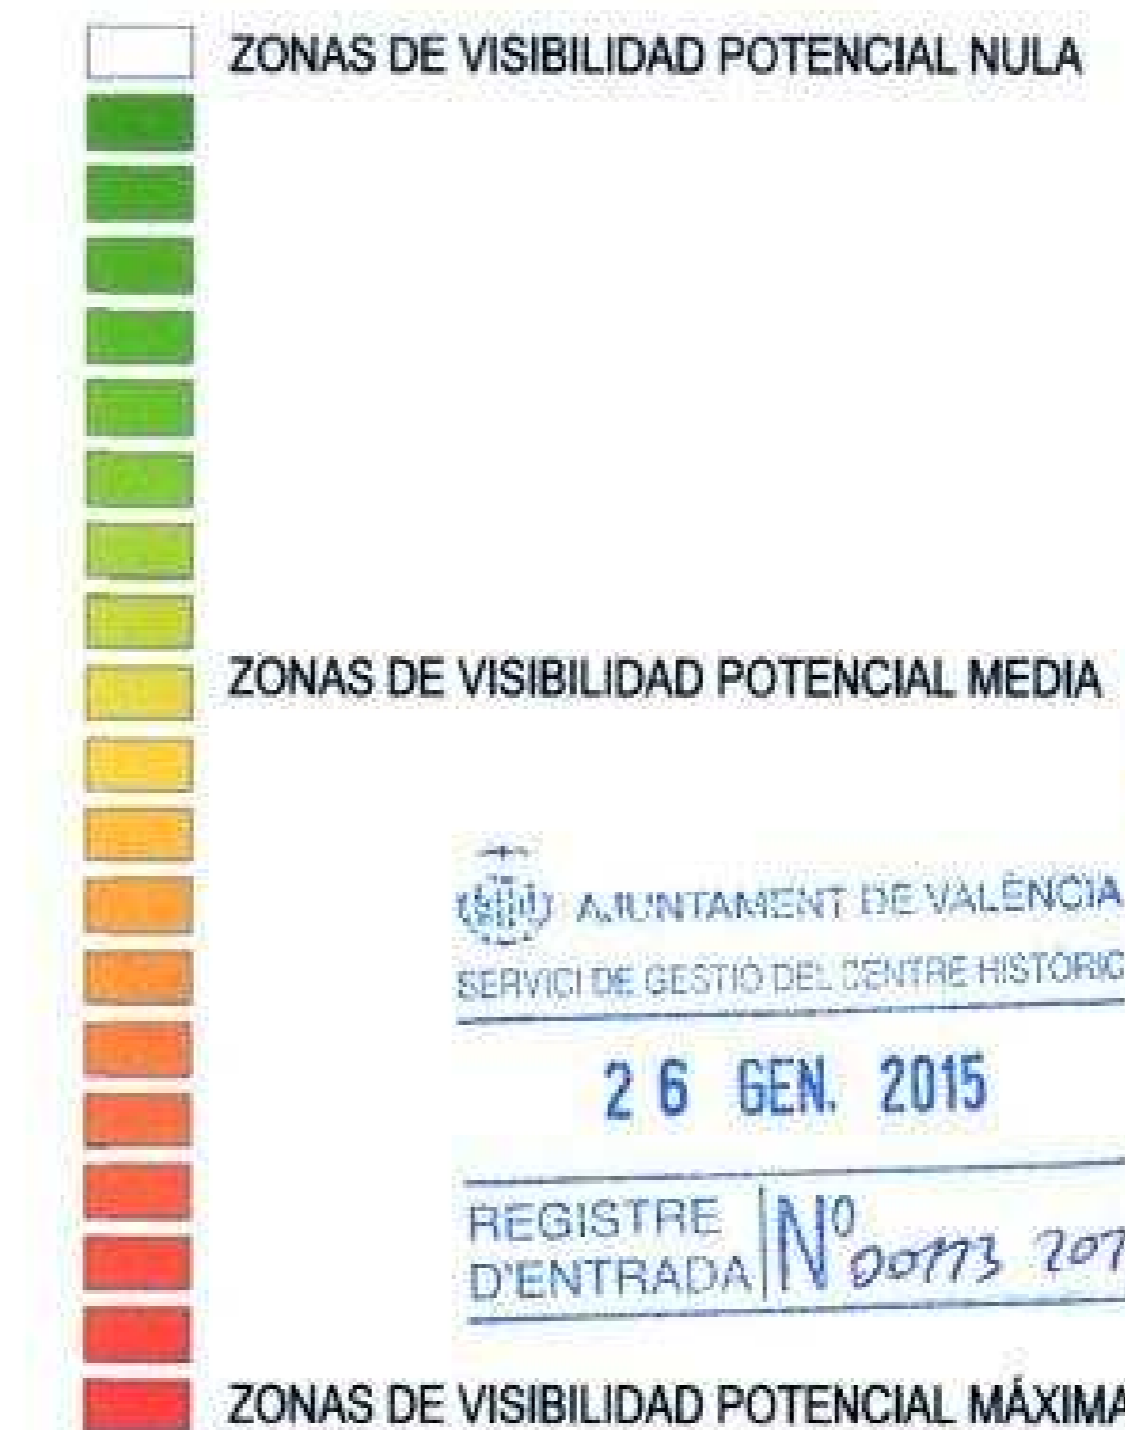 ZONAS DE VISIBILIDAD POTENCIAL NULA
ZONAS DE VISIBILIDAD POTENCIAL MEDIA
AJUNTAMENT DE VALÈNCIA
SERVICI DE GESTIÓ DEL CENTRE HISTÒRIC
26 GEN. 2015
REGISTRE
D'ENTRADA
Nº
ZONAS DE VISIBILIDAD POTENCIAL MÁXIMA